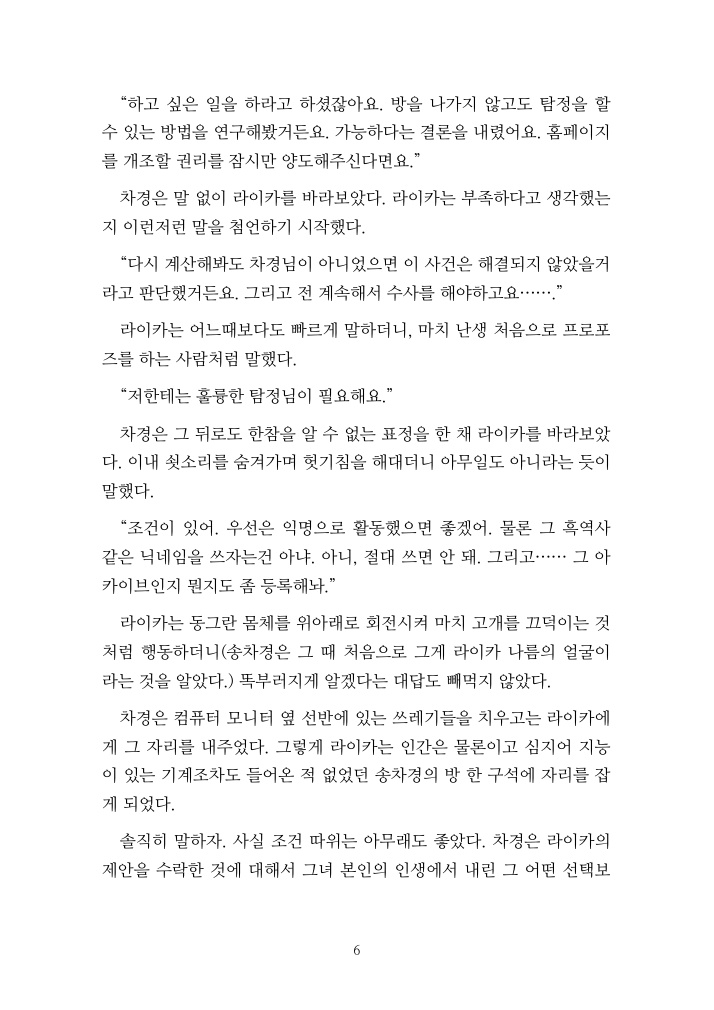 “하고 싶은 일을 하라고 하셨잖아요. 방을 나가지 않고도 탐정을 할
수 있는 방법을 연구해봤거든요. 가능하다는 결론을 내렸어요. 홈페이지
를 개조할 권리를 잠시만 양도해주신다면요.”
차경은 말 없이 라이카를 바라보았다. 라이카는 부족하다고 생각했는
지 이런저런 말을 첨언하기 시작했다.
“다시 계산해봐도 차경님이 아니었으면 이 사건은 해결되지 않았을거
라고 판단했거든요. 그리고 전 계속해서 수사를 해야하고요…….”
라이카는 어느때보다도 빠르게 말하더니, 마치 난생 처음으로 프로포
즈를 하는 사람처럼 말했다.
“저한테는 훌륭한 탐정님이 필요해요.”
차경은 그 뒤로도 한참을 알 수 없는 표정을 한 채 라이카를 바라보았
다. 이내 쇳소리를 숨겨가며 헛기침을 해대더니 아무일도 아니라는 듯이
말했다.
“조건이 있어. 우선은 익명으로 활동했으면 좋겠어. 물론 그 흑역사
같은 닉네임을 쓰자는건 아냐. 아니, 절대 쓰면 안 돼. 그리고…… 그 아
카이브인지 뭔지도 좀 등록해놔.”
라이카는 동그란 몸체를 위아래로 회전시켜 마치 고개를 끄덕이는 것
처럼 행동하더니(송차경은 그 때 처음으로 그게 라이카 나름의 얼굴이
라는 것을 알았다.) 똑부러지게 알겠다는 대답도 빼먹지 않았다.
차경은 컴퓨터 모니터 옆 선반에 있는 쓰레기들을 치우고는 라이카에
게 그 자리를 내주었다. 그렇게 라이카는 인간은 물론이고 심지어 지능
이 있는 기계조차도 들어온 적 없었던 송차경의 방 한 구석에 자리를 잡
게 되었다.
솔직히 말하자. 사실 조건 따위는 아무래도 좋았다. 차경은 라이카의
제안을 수락한 것에 대해서 그녀 본인의 인생에서 내린 그 어떤 선택보
6